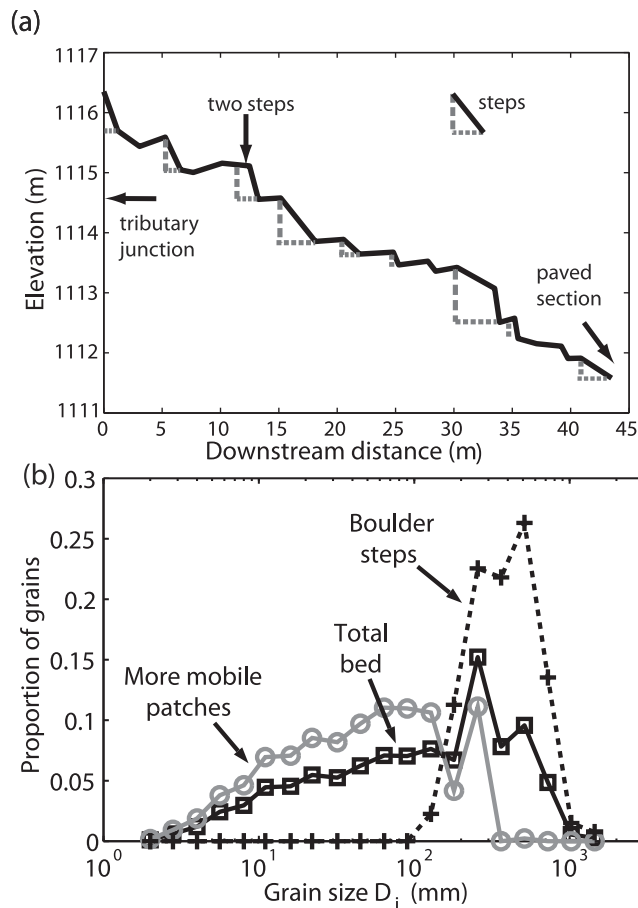 (a)
1117
1116
1115
1114
1113
1112
1111
Elevation (m)
two steps
steps
tributary
junction
paved
section
0
5
10
15
20
25
30
35
40
45
Downstream distance (m)
(b)
0.3
0.25
0.2
0.15
0.1
0.05
0
Proportion of grains
Boulder
steps
Total
bed
More mobile
patches
10^0
10^1
10^2
10^3
Grain size D_i (mm)